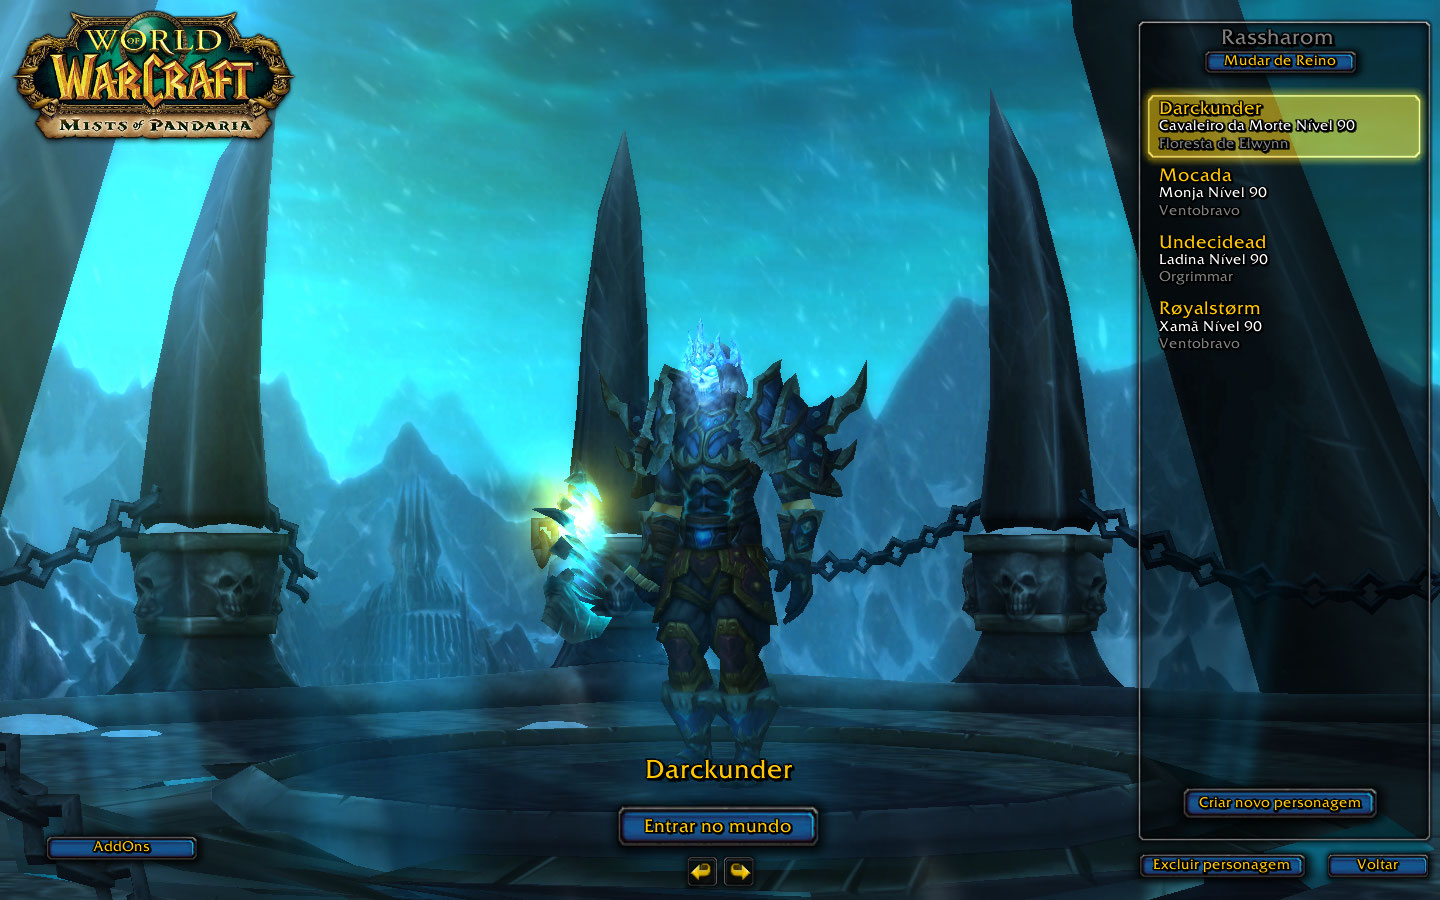 WORLD OF
WARCRAFT
MISTS of PANDARIA
Rassharom
Mudar de Reino
Darckunder
Cavaleiro da Morte Nível 90
Floresta de Elwynn
Mocada
Monja Nível 90
Ventobravo
Undecidead
Ladina Nível 90
Orgrimmar
Røyalstørm
Xamã Nível 90
Ventobravo
Darckunder
Entrar no mundo
AddOns
Criar novo personagem
Excluir personagem
Voltar